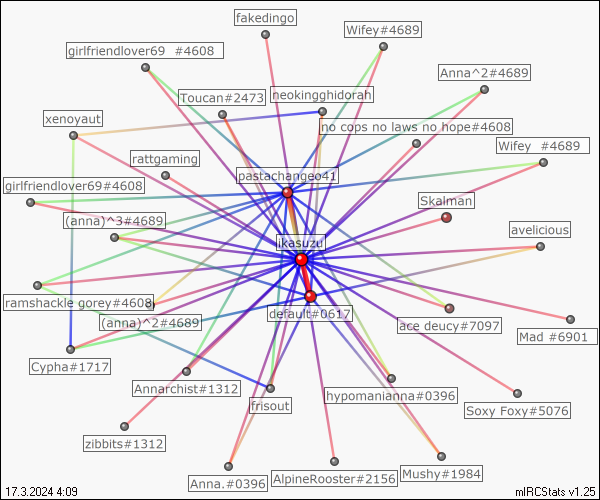 fakedingo
Wifey#4689
girlfriendlover69 #4608
Anna^2#4689
Toucan#2473
neokingghidorah
xenoyaut
no cops no laws no hope#4608
Wifey #4689
rattgaming
pastachangeo41
girlfriendlover69#4608
Skalman
(anna)^3#4689
avelicious
ikasuzu
ramshackle gorey#4608
default#0617
(anna)^2#4689
ace deucy#7097
Mad #6901
Cypha#1717
Annarchist#1312
hypomanianna#0396
frisout
Soxy Foxy#5076
zibbits#1312
Anna.#0396
AlpineRooster#2156
Mushy#1984
17.3.2024 4:09
mIRCStats v1.25